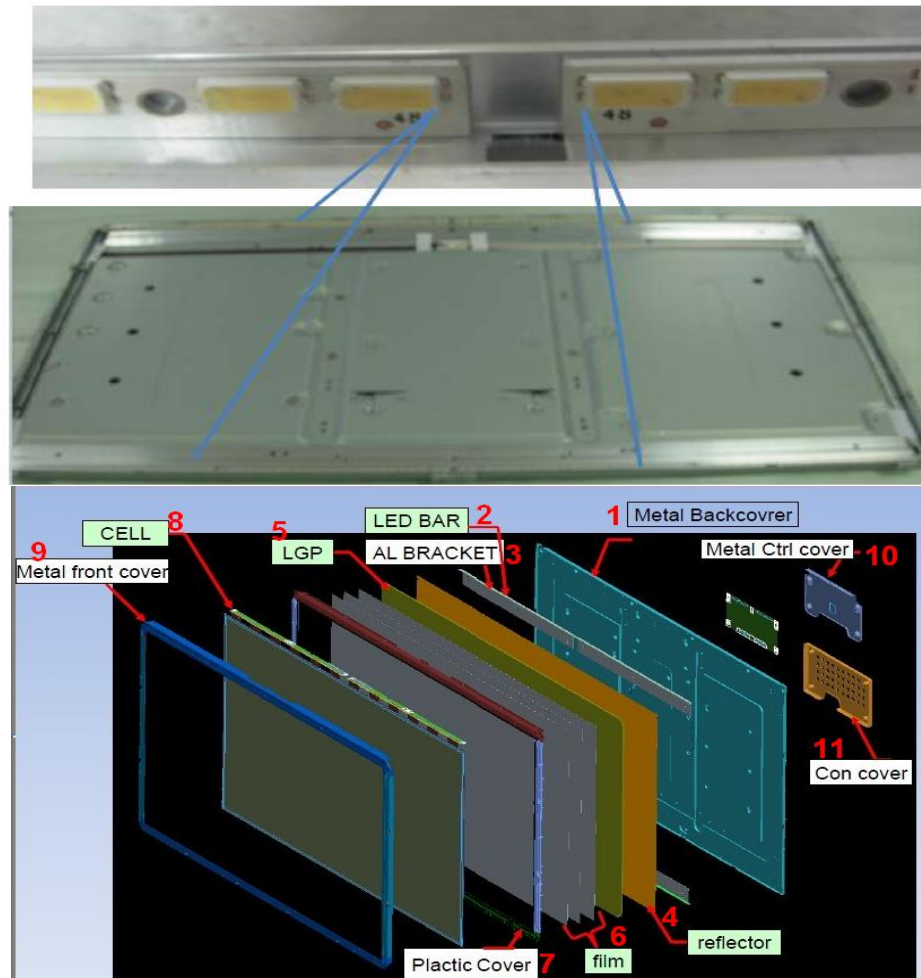 48
48
CELL
8
5
LED BAR
2
1
Metal Backcovrer
9
Metal front cover
LGP
AL BRACKET
3
Metal Ctrl cover
10
11
Con cover
4
reflector
6
film
Plactic Cover
7